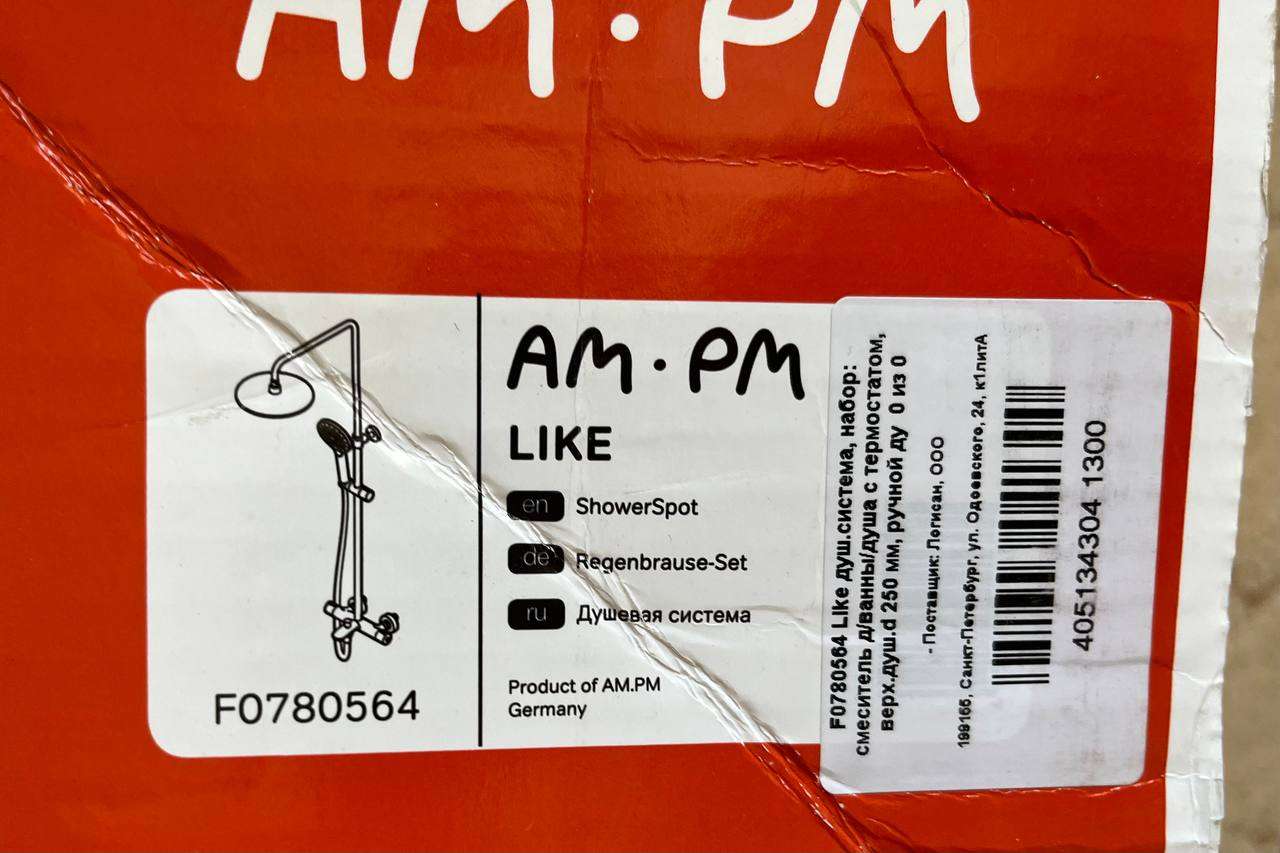 AM.PM
AM.PM
LIKE
en ShowerSpot
de Regenbrause-Set
ru Душевая система
Product of AM.PM
Germany
F0780564
F0780564 Like душ.система, набор:
смеситель д/ванны/душа с термостатом,
верх.душ.d 250 мм, ручной ду 0 из 0
- Поставщик: Логисан, ООО
199155, Санкт-Петербург, ул. Одоевского, 24, к1литА
405134304 1300